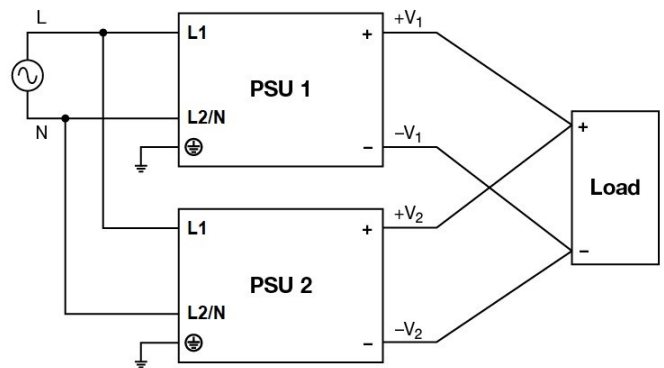 L
N
L1
L2/N
PSU 1
+
−
+V₁
−V₁
L1
L2/N
PSU 2
+
−
+V₂
−V₂
+
−
Load